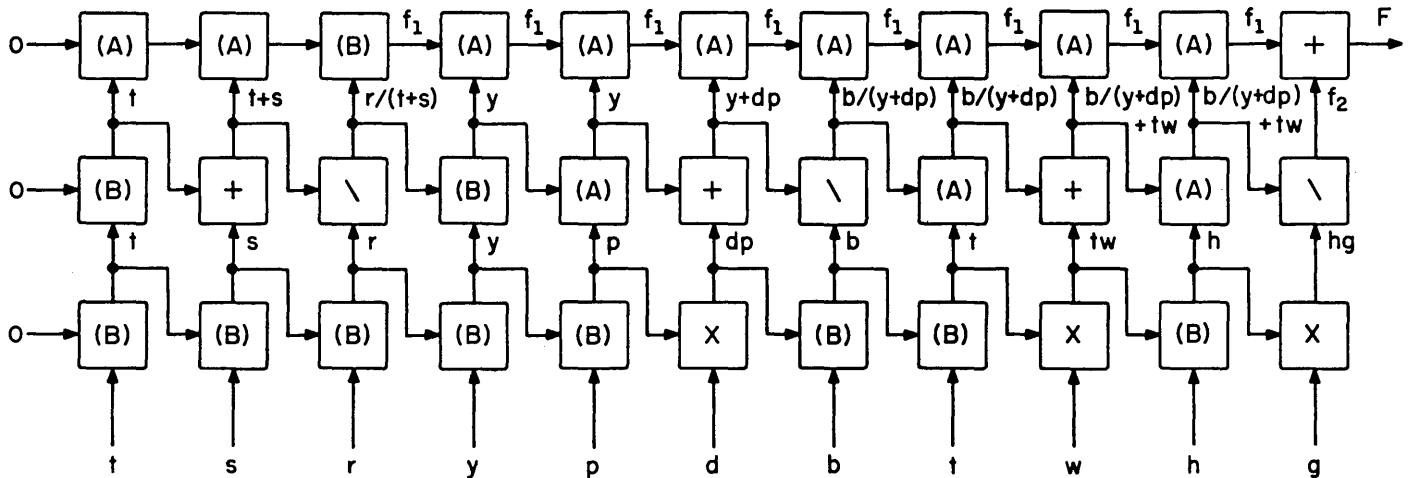 0 (A) (A) (B) f₁ (A) f₁ (A) f₁ (A) f₁ (A) f₁ (A) f₁ (A) f₁ (A) f₁ + F
t t+s r/(t+s) y y y+dp b/(y+dp) b/(y+dp) b/(y+dp) b/(y+dp) f₂
+tw +tw
0 (B) + \ (B) (A) + \ (A) + (A) \
t s r y p dp b t tw h hg
0 (B) (B) (B) (B) (B) X (B) (B) X (B) X
t s r y p d b t w h g